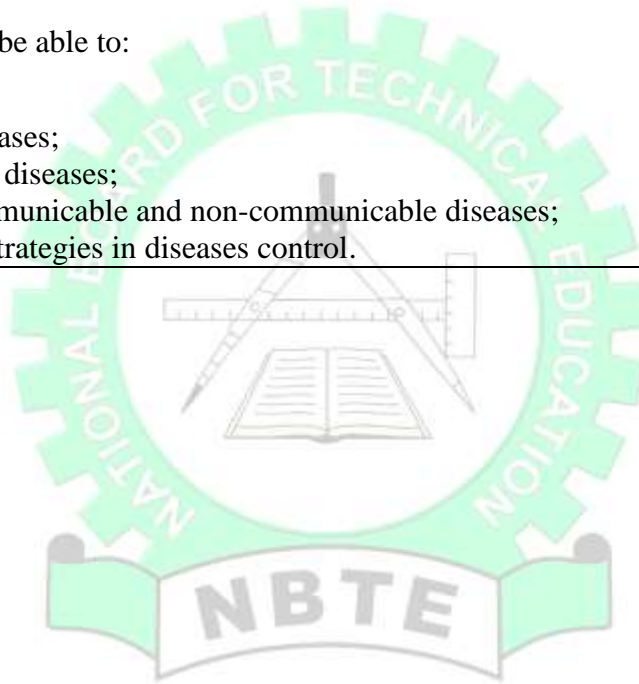 be able to:
ases;
diseases;
municable and non-communicable diseases;
trategies in diseases control.
NATIONAL BOARD FOR TECHNICAL EDUCATION
NBTE